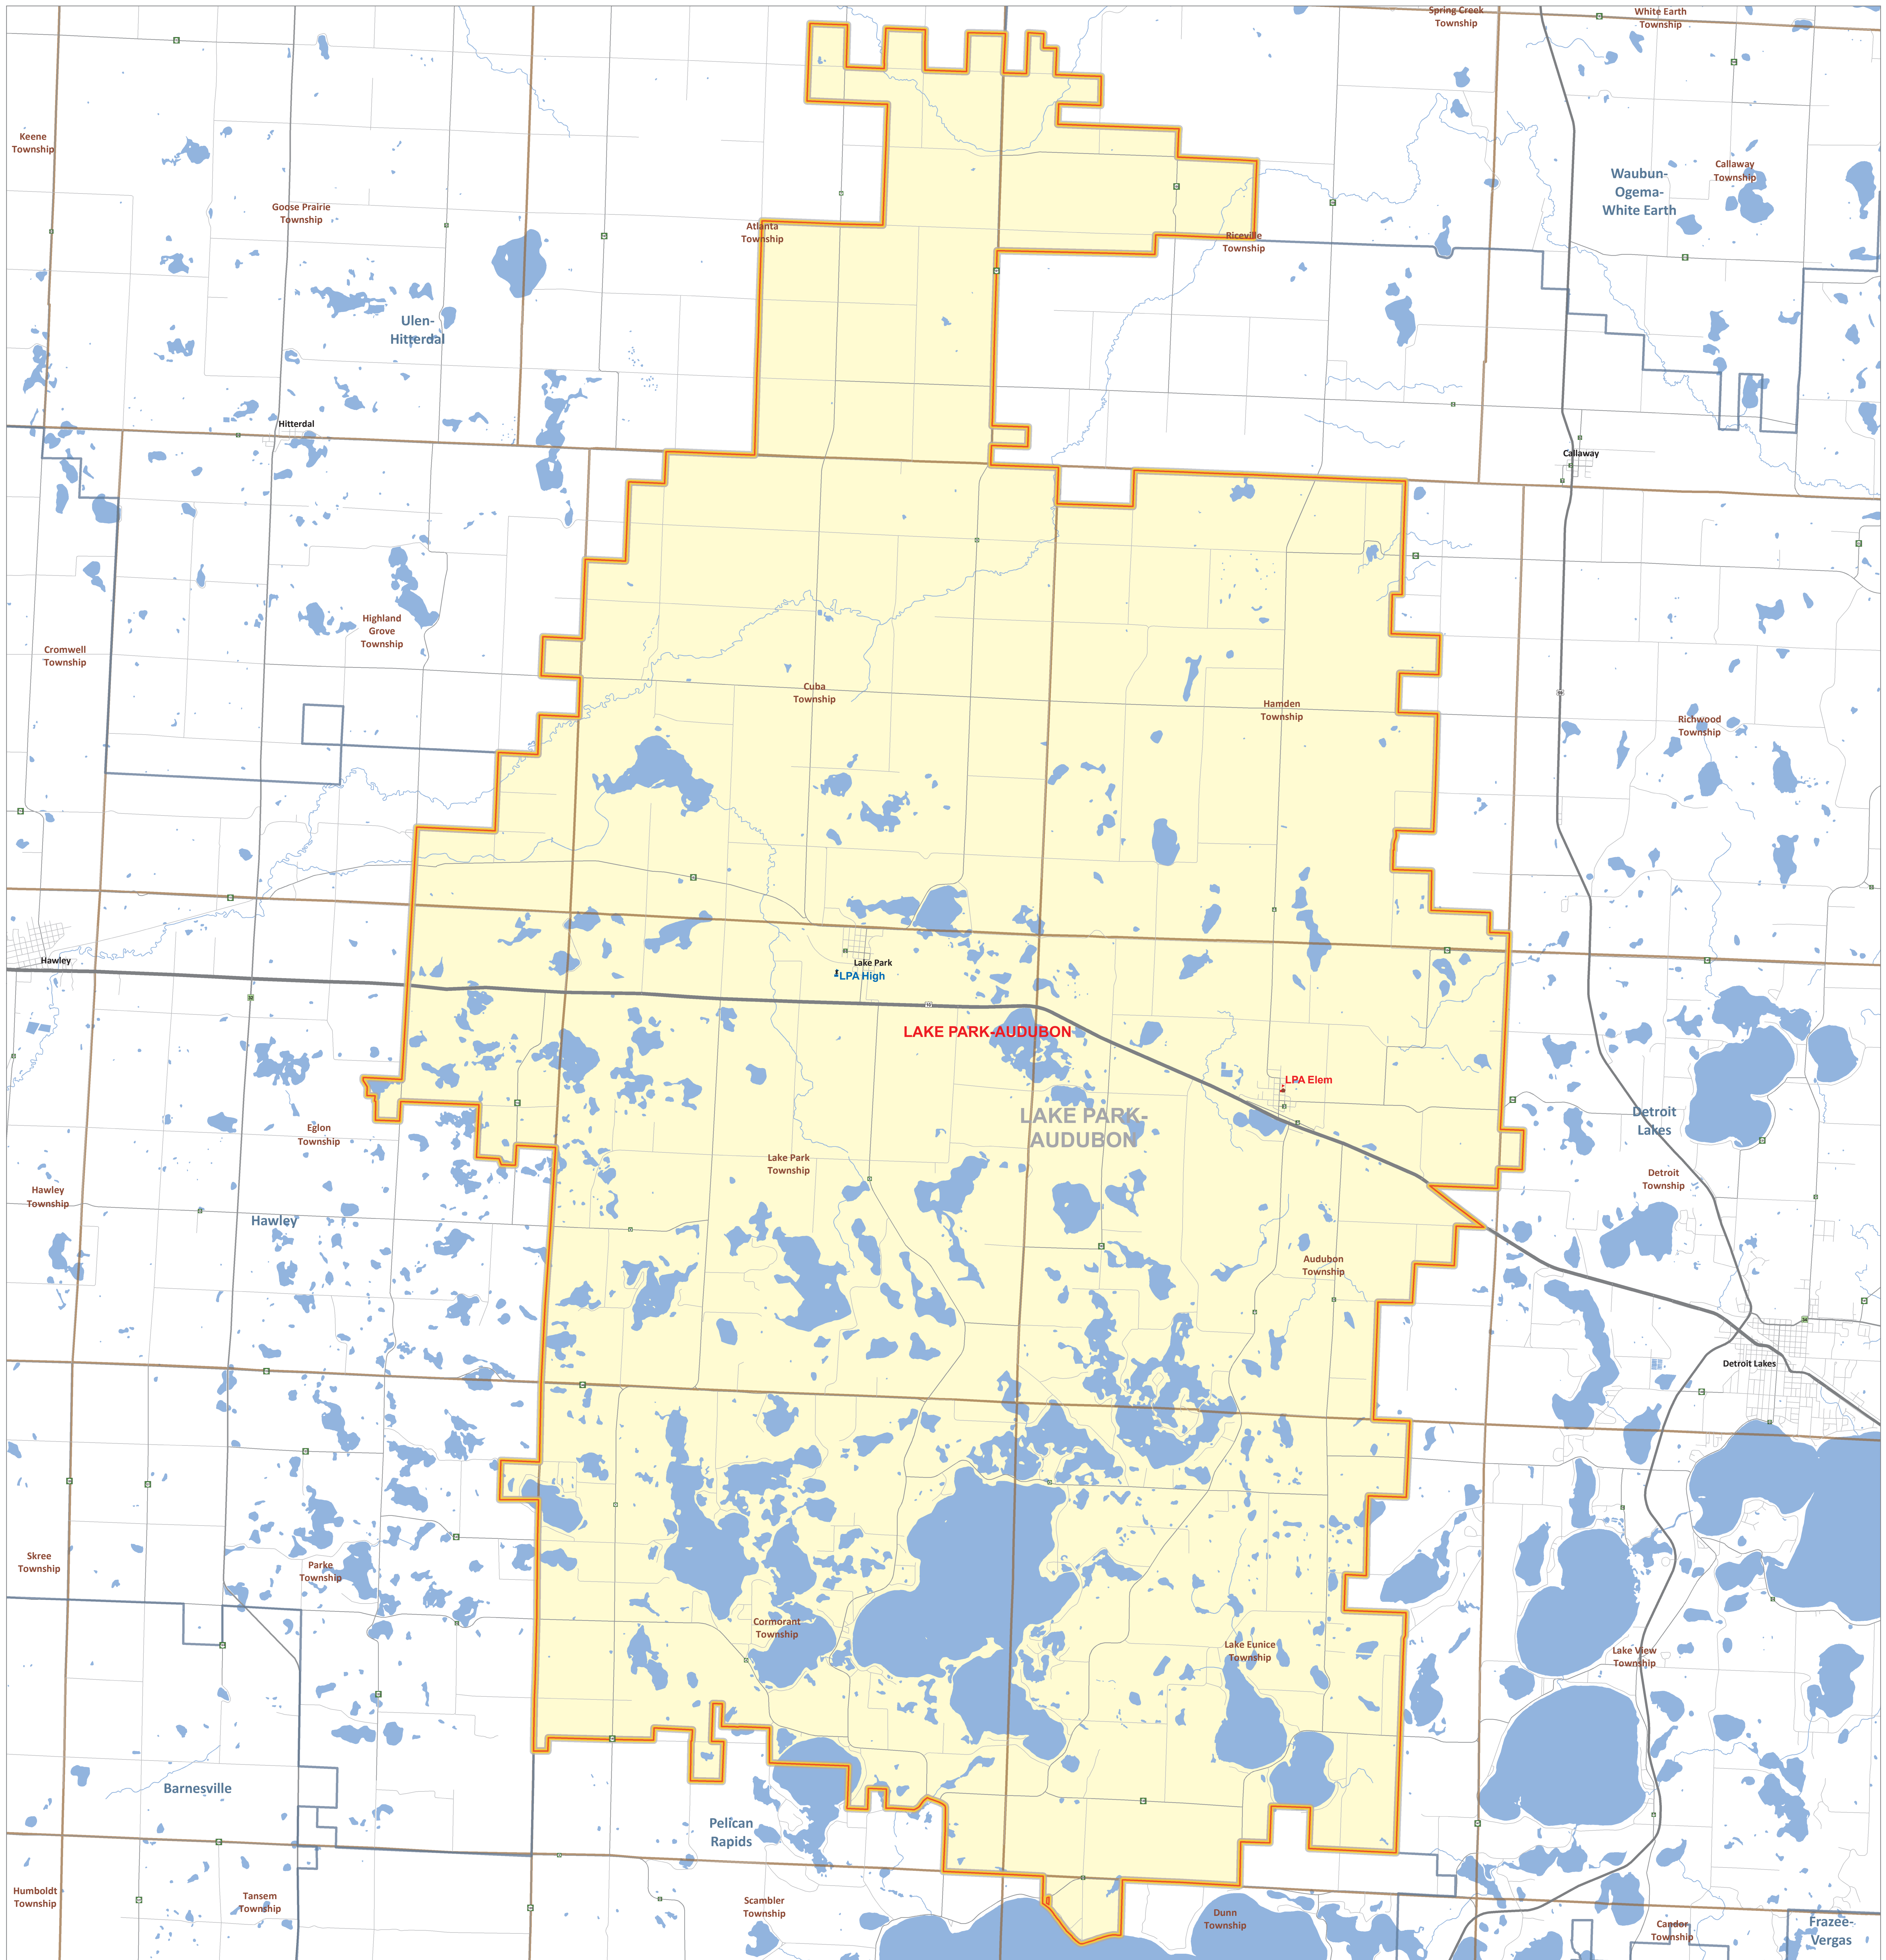 Spring Creek
Township
White Earth
Township
Keene
Township
Callaway
Township
Waubun-
Ogema-
White Earth
Goose Prairie
Township
Atlanta
Township
Riceville
Township
Ulen-
Hitterdal
Hitterdal
Callaway
Highland
Grove
Township
Cromwell
Township
Cuba
Township
Hamden
Township
Richwood
Township
Hawley
Lake Park
LPA High
LAKE PARK-AUDUBON
LPA Elem
LAKE PARK-
AUDUBON
Detroit
Lakes
Eglon
Township
Lake Park
Township
Detroit
Township
Hawley
Township
Hawley
Audubon
Township
Detroit Lakes
Skree
Township
Parke
Township
Cormorant
Township
Lake Eunice
Township
Lake View
Township
Barnesville
Pelican
Rapids
Humboldt
Township
Tansem
Township
Scambler
Township
Dunn
Township
Candor
Township
Frazee-
Vergas